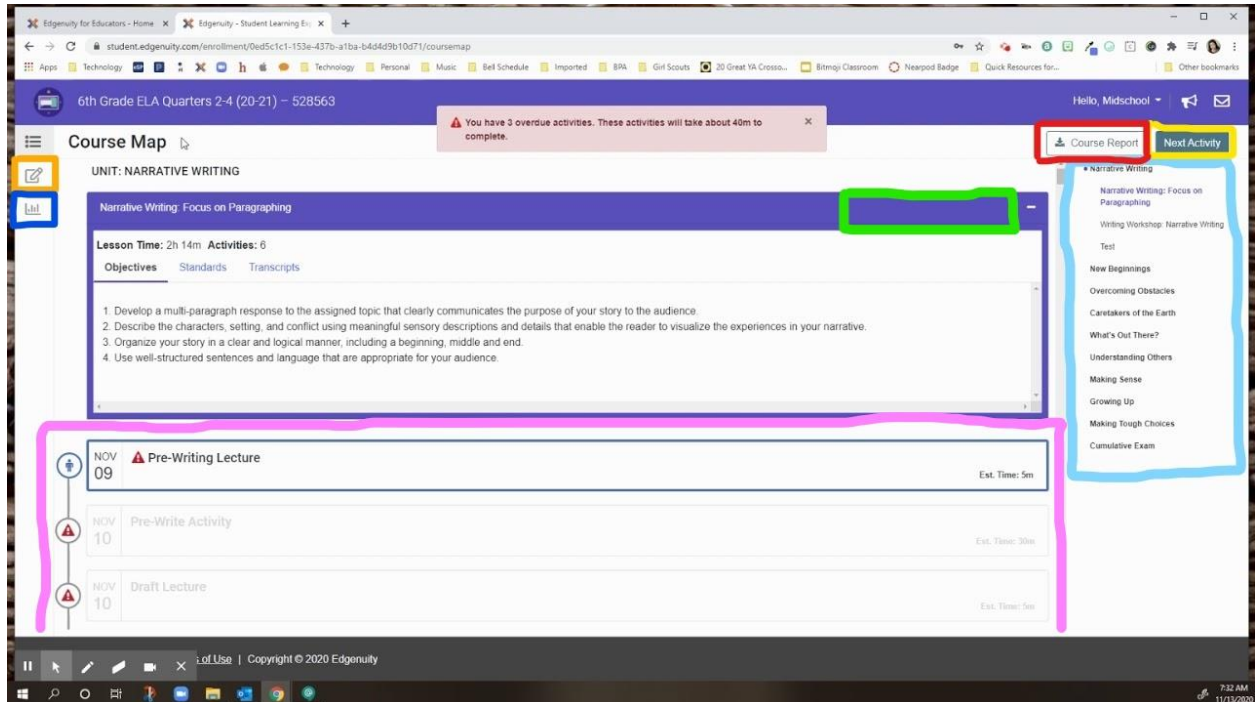 Edgenuity for Educators - Home
Edgenuity - Student Learning Ex
student.edgenuity.com/enrollment/0ed5c1c1-153e-437b-a1ba-b4d4d9b10d71/coursemap
Apps Technology Technology Personal Music Bell Schedule Imported BPA Girl Scouts 20 Great YA Crosso... Bitmoji Classroom Nearpod Badge Quick Resources for... Other bookmarks
6th Grade ELA Quarters 2-4 (20-21) – 528563
Hello, Midschool
You have 3 overdue activities. These activities will take about 40m to
complete.
Course Map
Course Report
Next Activity
UNIT: NARRATIVE WRITING
Narrative Writing: Focus on Paragraphing
Lesson Time: 2h 14m Activities: 6
Objectives Standards Transcripts
1. Develop a multi-paragraph response to the assigned topic that clearly communicates the purpose of your story to the audience.
2. Describe the characters, setting, and conflict using meaningful sensory descriptions and details that enable the reader to visualize the experiences in your narrative.
3. Organize your story in a clear and logical manner, including a beginning, middle and end.
4. Use well-structured sentences and language that are appropriate for your audience.
Narrative Writing
Narrative Writing: Focus on
Paragraphing
Writing Workshop: Narrative Writing
Test
New Beginnings
Overcoming Obstacles
Caretakers of the Earth
What's Out There?
Understanding Others
Making Sense
Growing Up
Making Tough Choices
Cumulative Exam
NOV
09
Pre-Writing Lecture
Est. Time: 5m
NOV
10
Pre-Write Activity
Est. Time: 30m
NOV
10
Draft Lecture
Est. Time: 5m
of Use | Copyright © 2020 Edgenuity
7:32 AM
11/13/2020